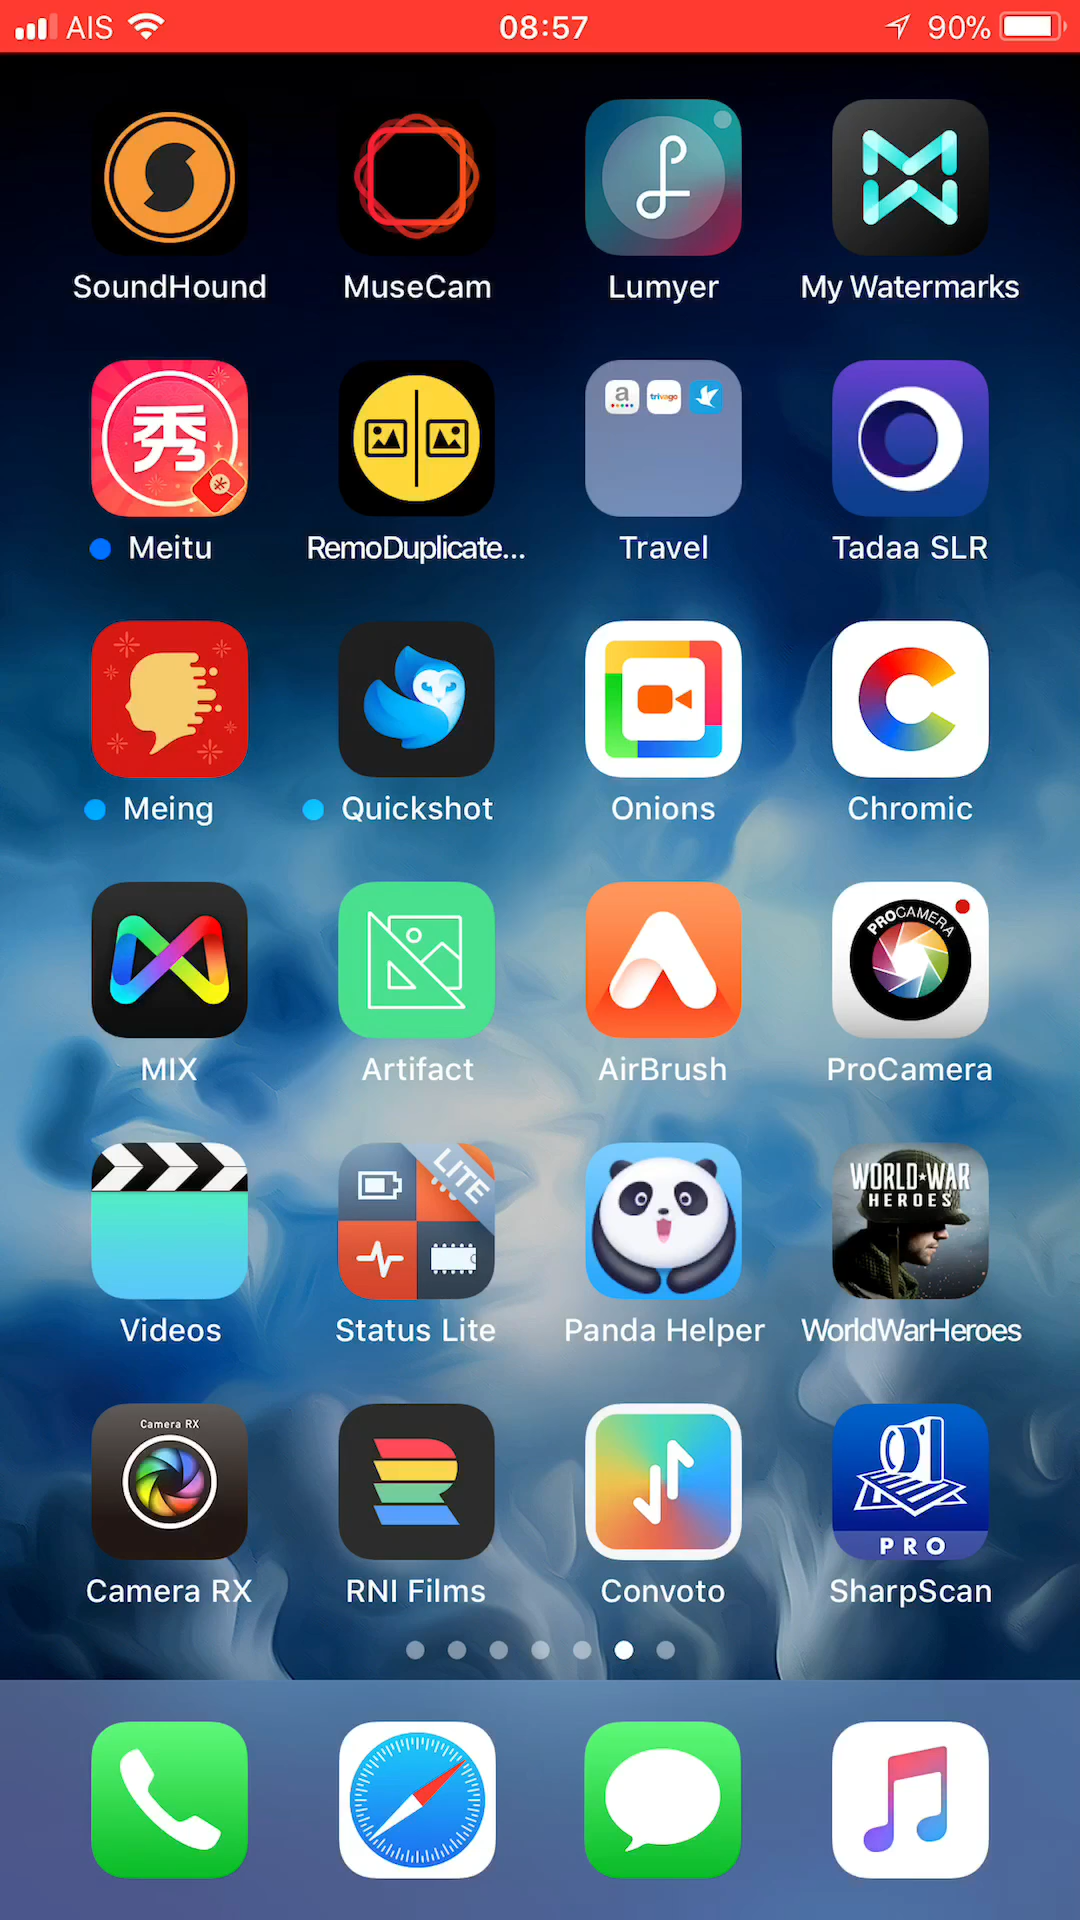 AIS 08:57 90%
SoundHound MuseCam Lumyer My Watermarks
a trivago
秀
Meitu RemoDuplicate... Travel Tadaa SLR
Meing Quickshot Onions Chromic
PROCAMERA
MIX Artifact AirBrush ProCamera
LITE WORLD★WAR
HEROES
Videos Status Lite Panda Helper WorldWarHeroes
Camera RX
PRO
Camera RX RNI Films Convoto SharpScan